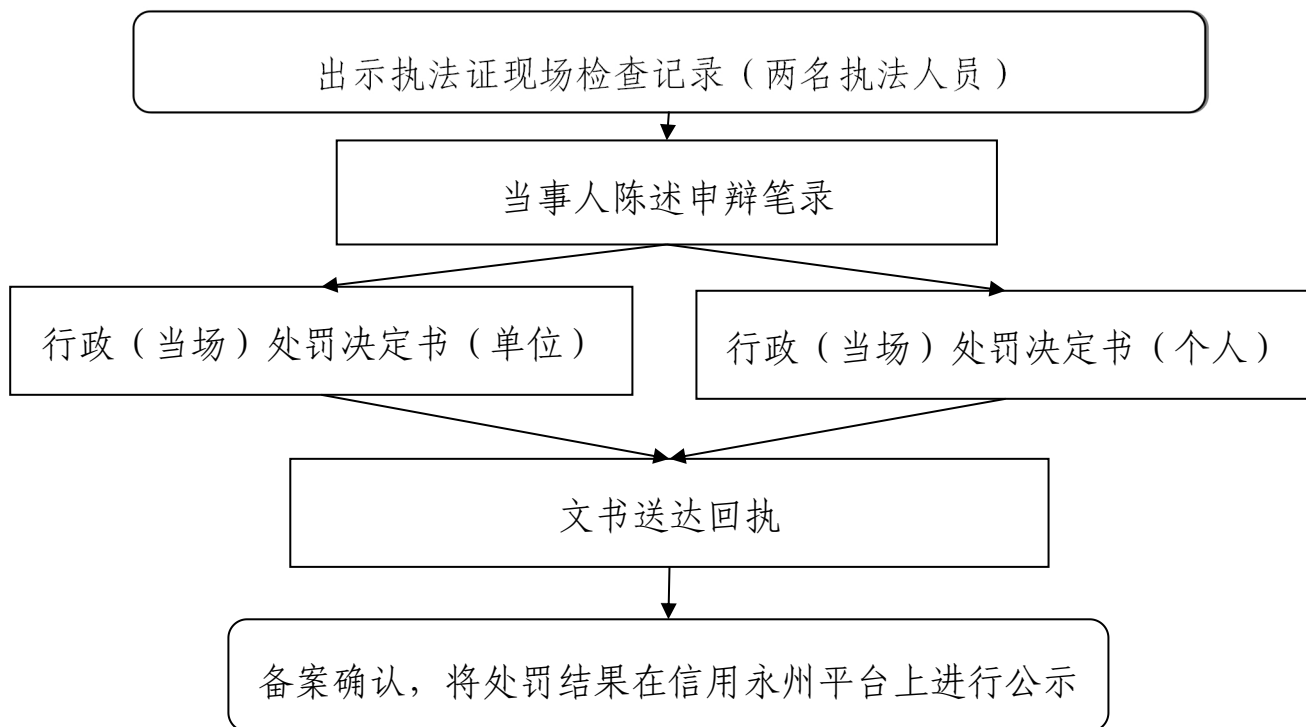 出示执法证现场检查记录（两名执法人员）
当事人陈述申辩笔录
行政（当场）处罚决定书（单位）
行政（当场）处罚决定书（个人）
文书送达回执
备案确认，将处罚结果在信用永州平台上进行公示